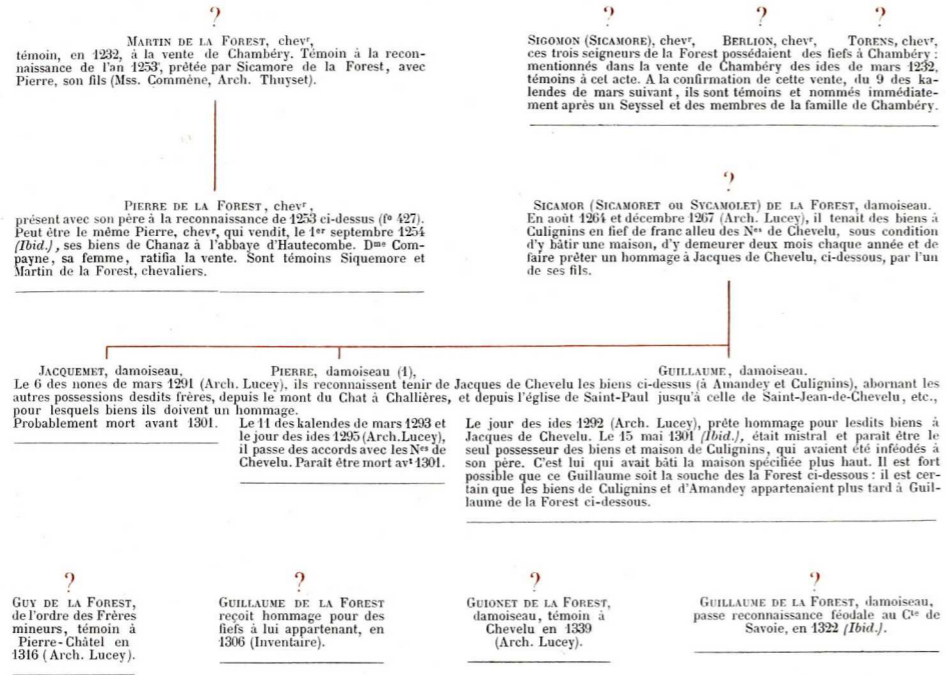 ?
MARTIN DE LA FOREST, chevr,
témoin, en 1232, à la vente de Chambéry. Témoin à la recon-
naissance de l'an 1253, prêtée par Sicamore de la Forest, avec
Pierre, son fils (Mss. Commène, Arch. Thuyset).
? ? ?
SIGOMON (SICAMORE), chevr, BERLION, chevr, TORENS, chevr,
ces trois seigneurs de la Forest possédaient des fiefs à Chambéry :
mentionnés dans la vente de Chambéry des ides de mars 1232,
témoins à cet acte. A la confirmation de cette vente, du 9 des ka-
lendes de mars suivant, ils sont témoins et nommés immédiate-
ment après un Seyssel et des membres de la famille de Chambéry.
PIERRE DE LA FOREST, chevr,
présent avec son père à la reconnaissance de 1253 ci-dessus (fo 427).
Peut être le même Pierre, chevr, qui vendit, le 1er septembre 1254
(Ibid.), ses biens de Chanaz à l'abbaye d'Hautecombe. Dme Com-
payne, sa femme, ratifia la vente. Sont témoins Siquemore et
Martin de la Forest, chevaliers.
?
SICAMOR (SICAMORET OU SYCAMOLET) DE LA FOREST, damoiseau.
En août 1264 et décembre 1267 (Arch. Lucey), il tenait des biens à
Culignins en fief de franc alleu des Nes de Chevelu, sous condition
d'y bâtir une maison, d'y demeurer deux mois chaque année et de
faire prêter un hommage à Jacques de Chevelu, ci-dessous, par l'un
de ses fils.
JACQUEMET, damoiseau, PIERRE, damoiseau (1), GUILLAUME, damoiseau.
Le 6 des nones de mars 1291 (Arch. Lucey), ils reconnaissent tenir de Jacques de Chevelu les biens ci-dessus (à Amandey et Culignins), abornant les
autres possessions desdits frères, depuis le mont du Chat à Challières, et depuis l'église de Saint-Paul jusqu'à celle de Saint-Jean-de-Chevelu, etc.,
pour lesquels biens ils doivent un hommage.
Probablement mort avant 1301.
Le 11 des kalendes de mars 1293 et
le jour des ides 1295 (Arch. Lucey),
il passe des accords avec les Nes de
Chevelu. Paraît être mort avt 1301.
Le jour des ides 1292 (Arch. Lucey), prête hommage pour lesdits biens à
Jacques de Chevelu. Le 15 mai 1301 (Ibid.), était mistral et paraît être le
seul possesseur des biens et maison de Culignins, qui avaient été inféodés à
son père. C'est lui qui avait bâti la maison spécifiée plus haut. Il est fort
possible que ce Guillaume soit la souche des la Forest ci-dessous : il est cer-
tain que les biens de Culignins et d'Amandey appartenaient plus tard à Guil-
laume de la Forest ci-dessous.
?
GUY DE LA FOREST,
de l'ordre des Frères
mineurs, témoin à
Pierre-Châtel en
1316 (Arch. Lucey).
?
GUILLAUME DE LA FOREST
reçoit hommage pour des
fiefs à lui appartenant, en
1306 (Inventaire).
?
GUIONET DE LA FOREST,
damoiseau, témoin à
Chevelu en 1339
(Arch. Lucey).
?
GUILLAUME DE LA FOREST, damoiseau,
passe reconnaissance féodale au Cte de
Savoie, en 1322 (Ibid.).